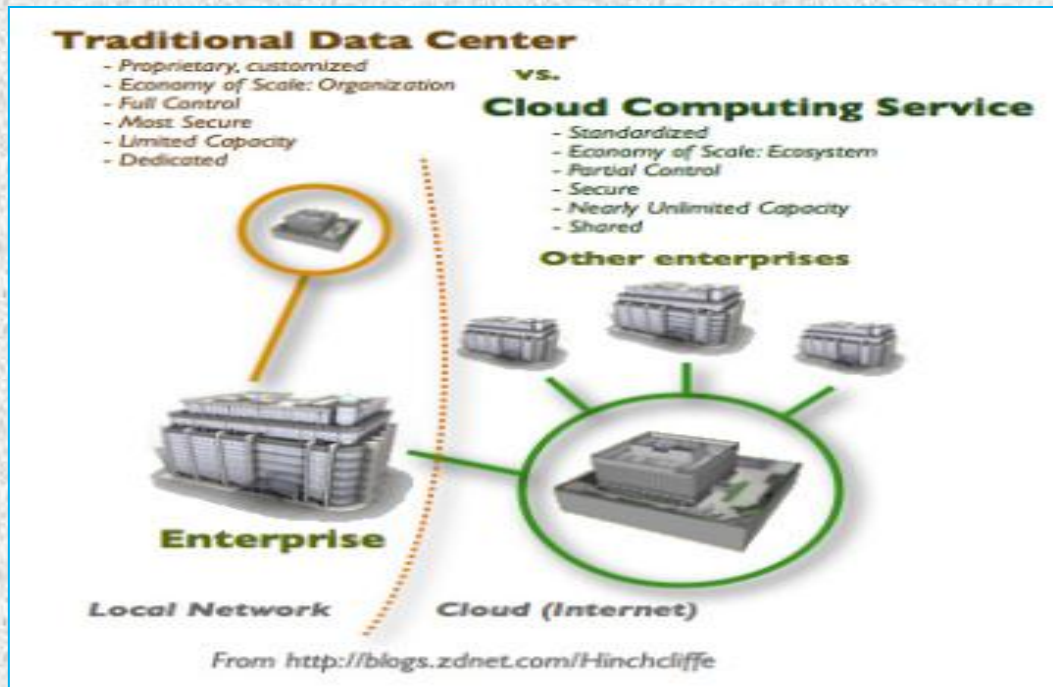 Traditional Data Center
- Proprietary, customized
- Economy of Scale: Organization
- Full Control
- Most Secure
- Limited Capacity
- Dedicated
vs.
Cloud Computing Service
- Standardized
- Economy of Scale: Ecosystem
- Partial Control
- Secure
- Nearly Unlimited Capacity
- Shared
Other enterprises
Enterprise
Local Network
Cloud (Internet)
From http://blogs.zdnet.com/Hinchcliffe